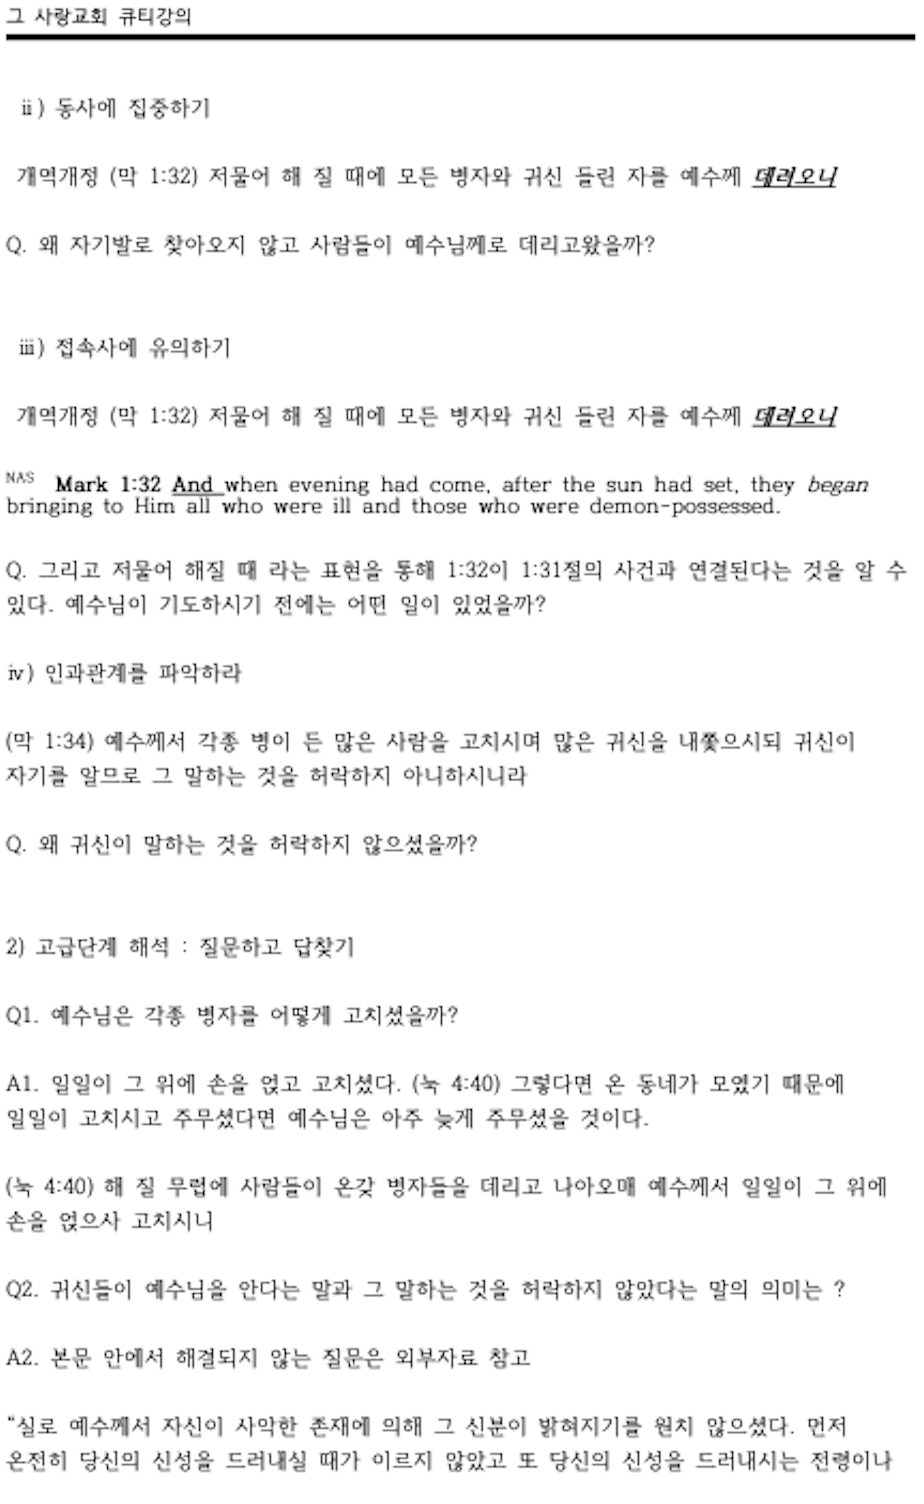 그 사랑교회 큐티강의
ⅱ) 동사에 집중하기
개역개정 (막 1:32) 저물어 해 질 때에 모든 병자와 귀신 들린 자를 예수께 데려오니
Q. 왜 자기발로 찾아오지 않고 사람들이 예수님께로 데리고왔을까?
ⅲ) 접속사에 유의하기
개역개정 (막 1:32) 저물어 해 질 때에 모든 병자와 귀신 들린 자를 예수께 데려오니
NAS Mark 1:32 And when evening had come, after the sun had set, they began
bringing to Him all who were ill and those who were demon-possessed.
Q. 그리고 저물어 해질 때 라는 표현을 통해 1:32이 1:31절의 사건과 연결된다는 것을 알 수
있다. 예수님이 기도하시기 전에는 어떤 일이 있었을까?
ⅳ) 인과관계를 파악하라
(막 1:34) 예수께서 각종 병이 든 많은 사람을 고치시며 많은 귀신을 내쫓으시되 귀신이
자기를 알므로 그 말하는 것을 허락하지 아니하시니라
Q. 왜 귀신이 말하는 것을 허락하지 않으셨을까?
2) 고급단계 해석 : 질문하고 답찾기
Q1. 예수님은 각종 병자를 어떻게 고치셨을까?
A1. 일일이 그 위에 손을 얹고 고치셨다. (눅 4:40) 그렇다면 온 동네가 모였기 때문에
일일이 고치시고 주무셨다면 예수님은 아주 늦게 주무셨을 것이다.
(눅 4:40) 해 질 무렵에 사람들이 온갖 병자들을 데리고 나아오매 예수께서 일일이 그 위에
손을 얹으사 고치시니
Q2. 귀신들이 예수님을 안다는 말과 그 말하는 것을 허락하지 않았다는 말의 의미는 ?
A2. 본문 안에서 해결되지 않는 질문은 외부자료 참고
“실로 예수께서 자신이 사악한 존재에 의해 그 신분이 밝혀지기를 원치 않으셨다. 먼저
온전히 당신의 신성을 드러내실 때가 이르지 않았고 또 당신의 신성을 드러내시는 전령이나